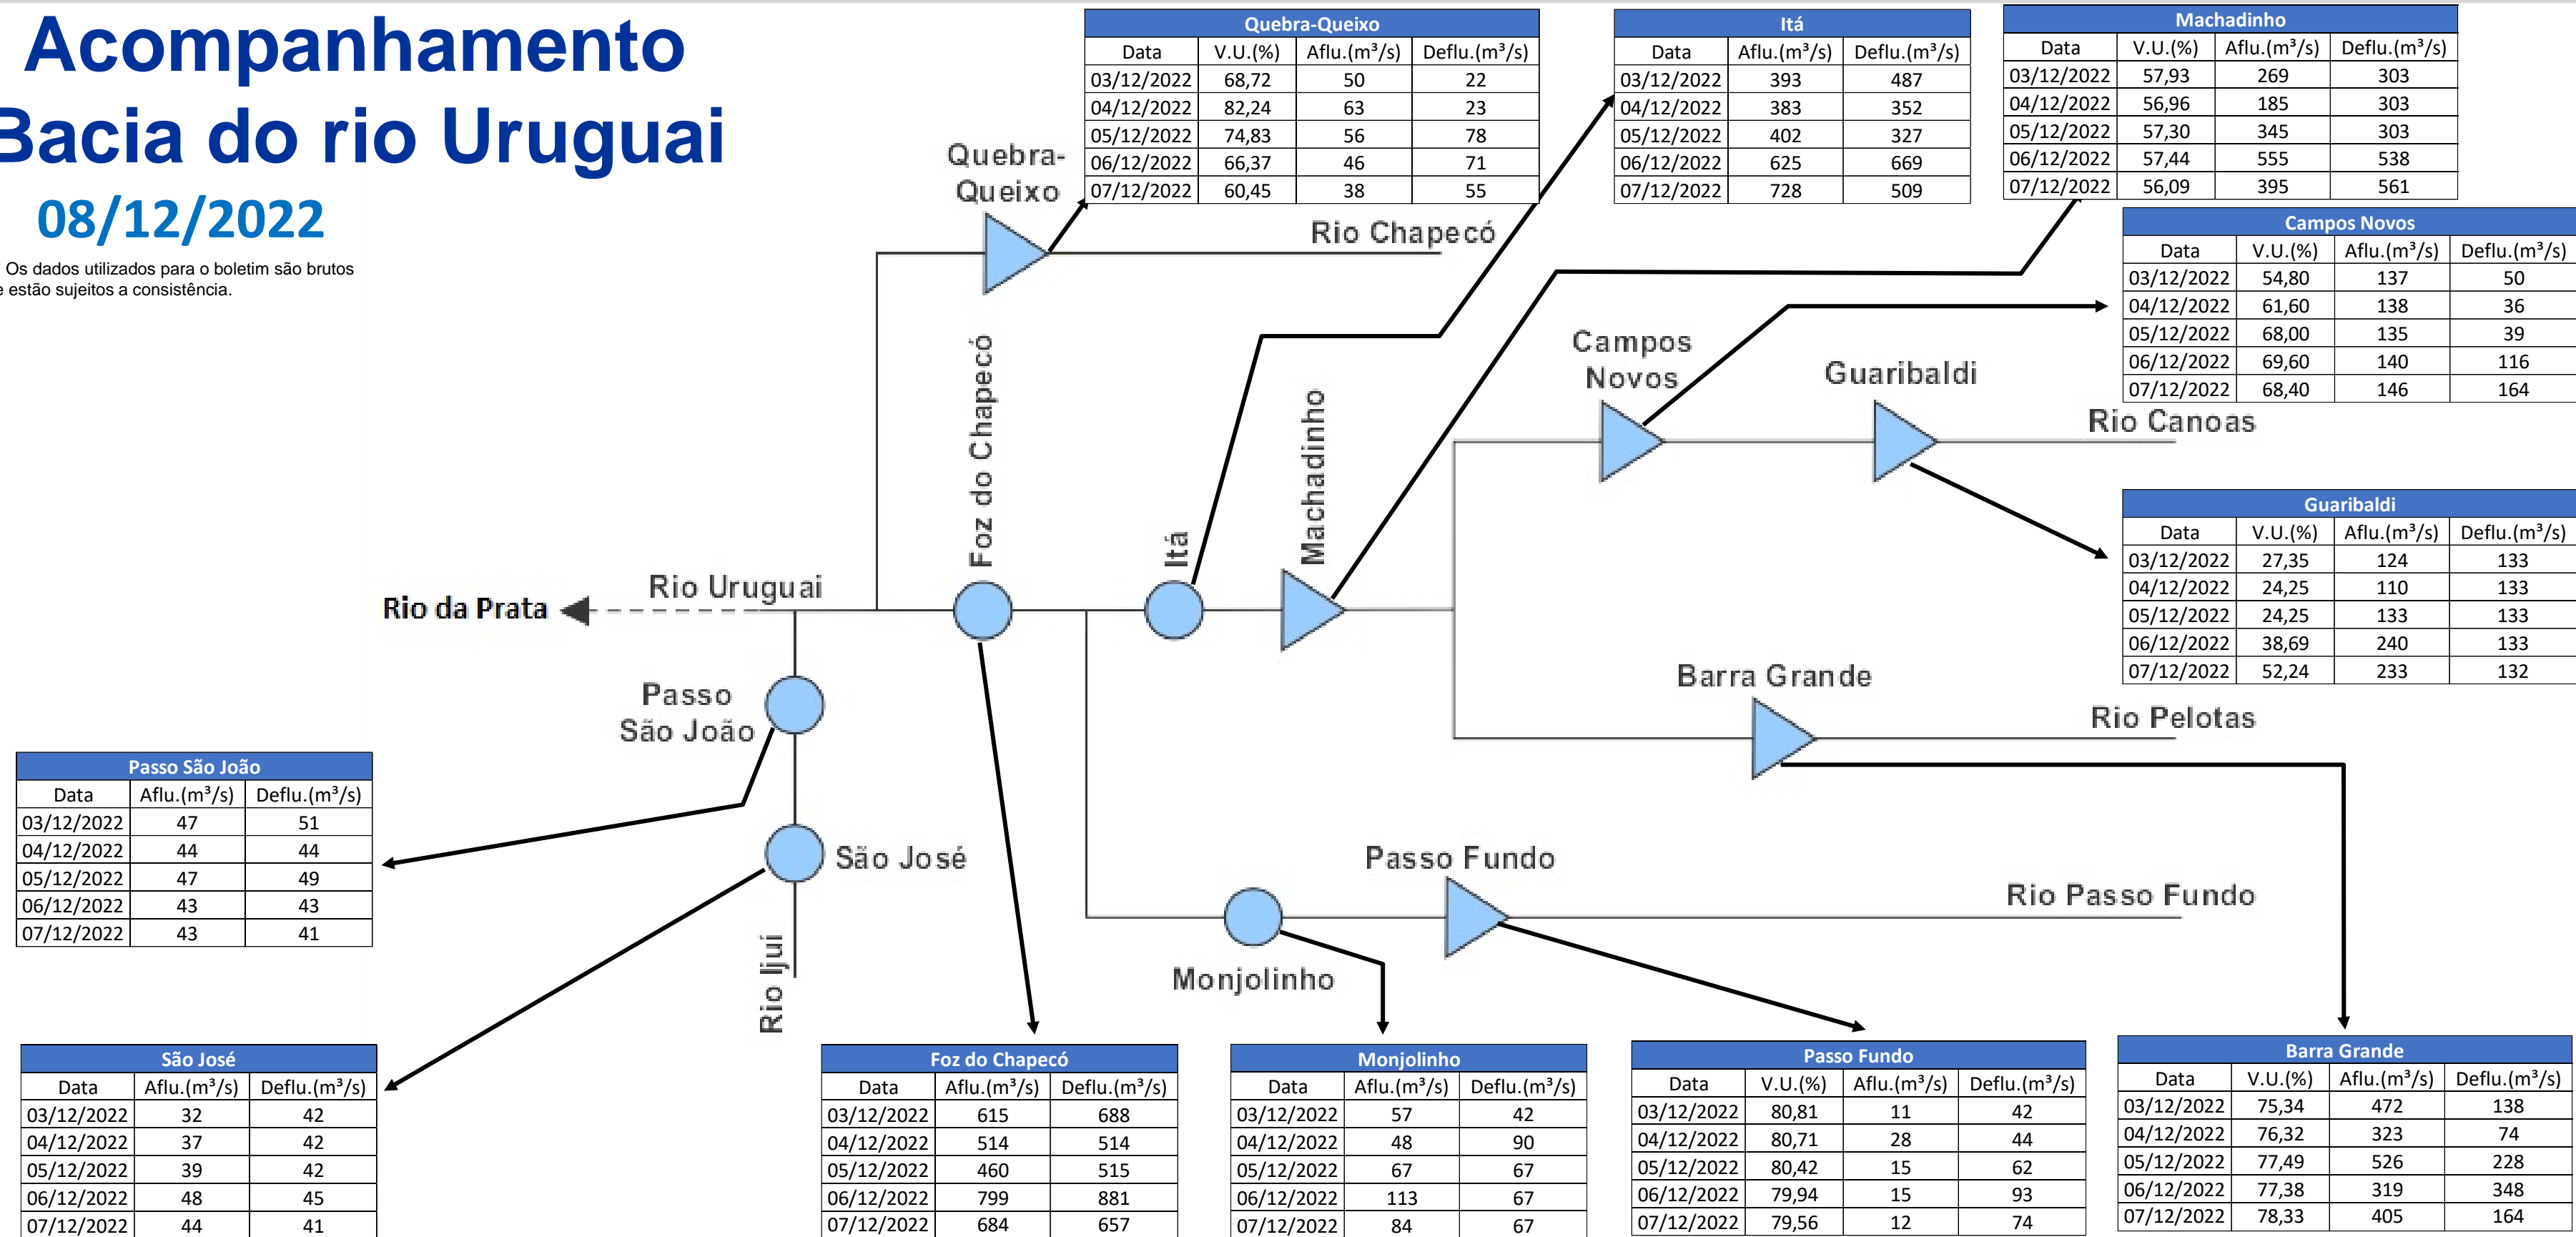 Acompanhamento
Bacia do rio Uruguai
08/12/2022
Os dados utilizados para o boletim são brutos
e estão sujeitos a consistência.
Quebra-Queixo
Data V.U.(%) Aflu.(m³/s) Deflu.(m³/s)
03/12/2022 68,72 50 22
04/12/2022 82,24 63 23
05/12/2022 74,83 56 78
06/12/2022 66,37 46 71
07/12/2022 60,45 38 55
Itá
Data Aflu.(m³/s) Deflu.(m³/s)
03/12/2022 393 487
04/12/2022 383 352
05/12/2022 402 327
06/12/2022 625 669
07/12/2022 728 509
Machadinho
Data V.U.(%) Aflu.(m³/s) Deflu.(m³/s)
03/12/2022 57,93 269 303
04/12/2022 56,96 185 303
05/12/2022 57,30 345 303
06/12/2022 57,44 555 538
07/12/2022 56,09 395 561
Campos Novos
Data V.U.(%) Aflu.(m³/s) Deflu.(m³/s)
03/12/2022 54,80 137 50
04/12/2022 61,60 138 36
05/12/2022 68,00 135 39
06/12/2022 69,60 140 116
07/12/2022 68,40 146 164
Guaribaldi
Data V.U.(%) Aflu.(m³/s) Deflu.(m³/s)
03/12/2022 27,35 124 133
04/12/2022 24,25 110 133
05/12/2022 24,25 133 133
06/12/2022 38,69 240 133
07/12/2022 52,24 233 132
Quebra-
Queixo
Rio Chapecó
Foz do Chapecó
Itá
Machadinho
Campos
Novos
Guaribaldi
Rio Canoas
Rio da Prata
Rio Uruguai
Barra Grande
Rio Pelotas
Passo
São João
São José
Rio Ijuí
Passo Fundo
Rio Passo Fundo
Monjolinho
Passo São João
Data Aflu.(m³/s) Deflu.(m³/s)
03/12/2022 47 51
04/12/2022 44 44
05/12/2022 47 49
06/12/2022 43 43
07/12/2022 43 41
São José
Data Aflu.(m³/s) Deflu.(m³/s)
03/12/2022 32 42
04/12/2022 37 42
05/12/2022 39 42
06/12/2022 48 45
07/12/2022 44 41
Foz do Chapecó
Data Aflu.(m³/s) Deflu.(m³/s)
03/12/2022 615 688
04/12/2022 514 514
05/12/2022 460 515
06/12/2022 799 881
07/12/2022 684 657
Monjolinho
Data Aflu.(m³/s) Deflu.(m³/s)
03/12/2022 57 42
04/12/2022 48 90
05/12/2022 67 67
06/12/2022 113 67
07/12/2022 84 67
Passo Fundo
Data V.U.(%) Aflu.(m³/s) Deflu.(m³/s)
03/12/2022 80,81 11 42
04/12/2022 80,71 28 44
05/12/2022 80,42 15 62
06/12/2022 79,94 15 93
07/12/2022 79,56 12 74
Barra Grande
Data V.U.(%) Aflu.(m³/s) Deflu.(m³/s)
03/12/2022 75,34 472 138
04/12/2022 76,32 323 74
05/12/2022 77,49 526 228
06/12/2022 77,38 319 348
07/12/2022 78,33 405 164